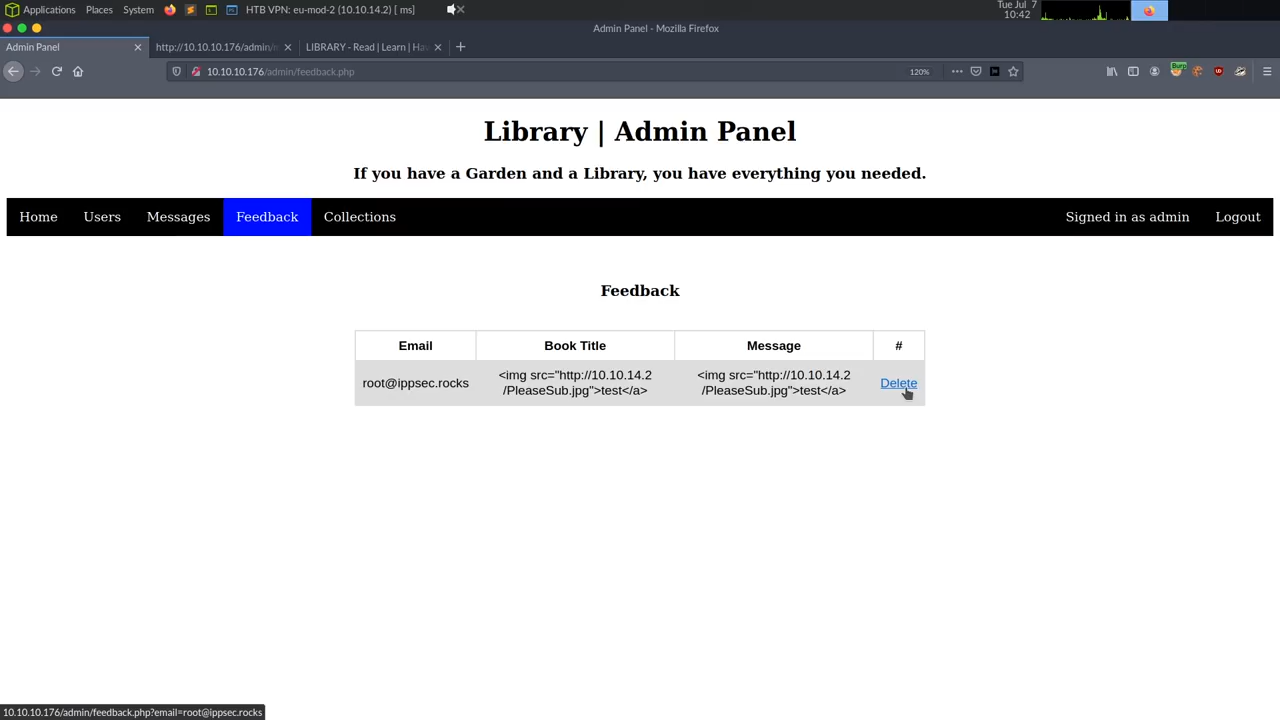 Applications Places System HTB VPN: eu-mod-2 (10.10.14.2) [ ms] Tue Jul 7
10:42
Admin Panel - Mozilla Firefox
Admin Panel http://10.10.10.176/admin/ LIBRARY - Read | Learn | Ha
10.10.10.176/admin/feedback.php 120%
Library | Admin Panel
If you have a Garden and a Library, you have everything you needed.
Home Users Messages Feedback Collections Signed in as admin Logout
Feedback
Email Book Title Message #
root@ippsec.rocks <img src="http://10.10.14.2 <img src="http://10.10.14.2 Delete
/PleaseSub.jpg">test</a> /PleaseSub.jpg">test</a>
10.10.10.176/admin/feedback.php?email=root@ippsec.rocks